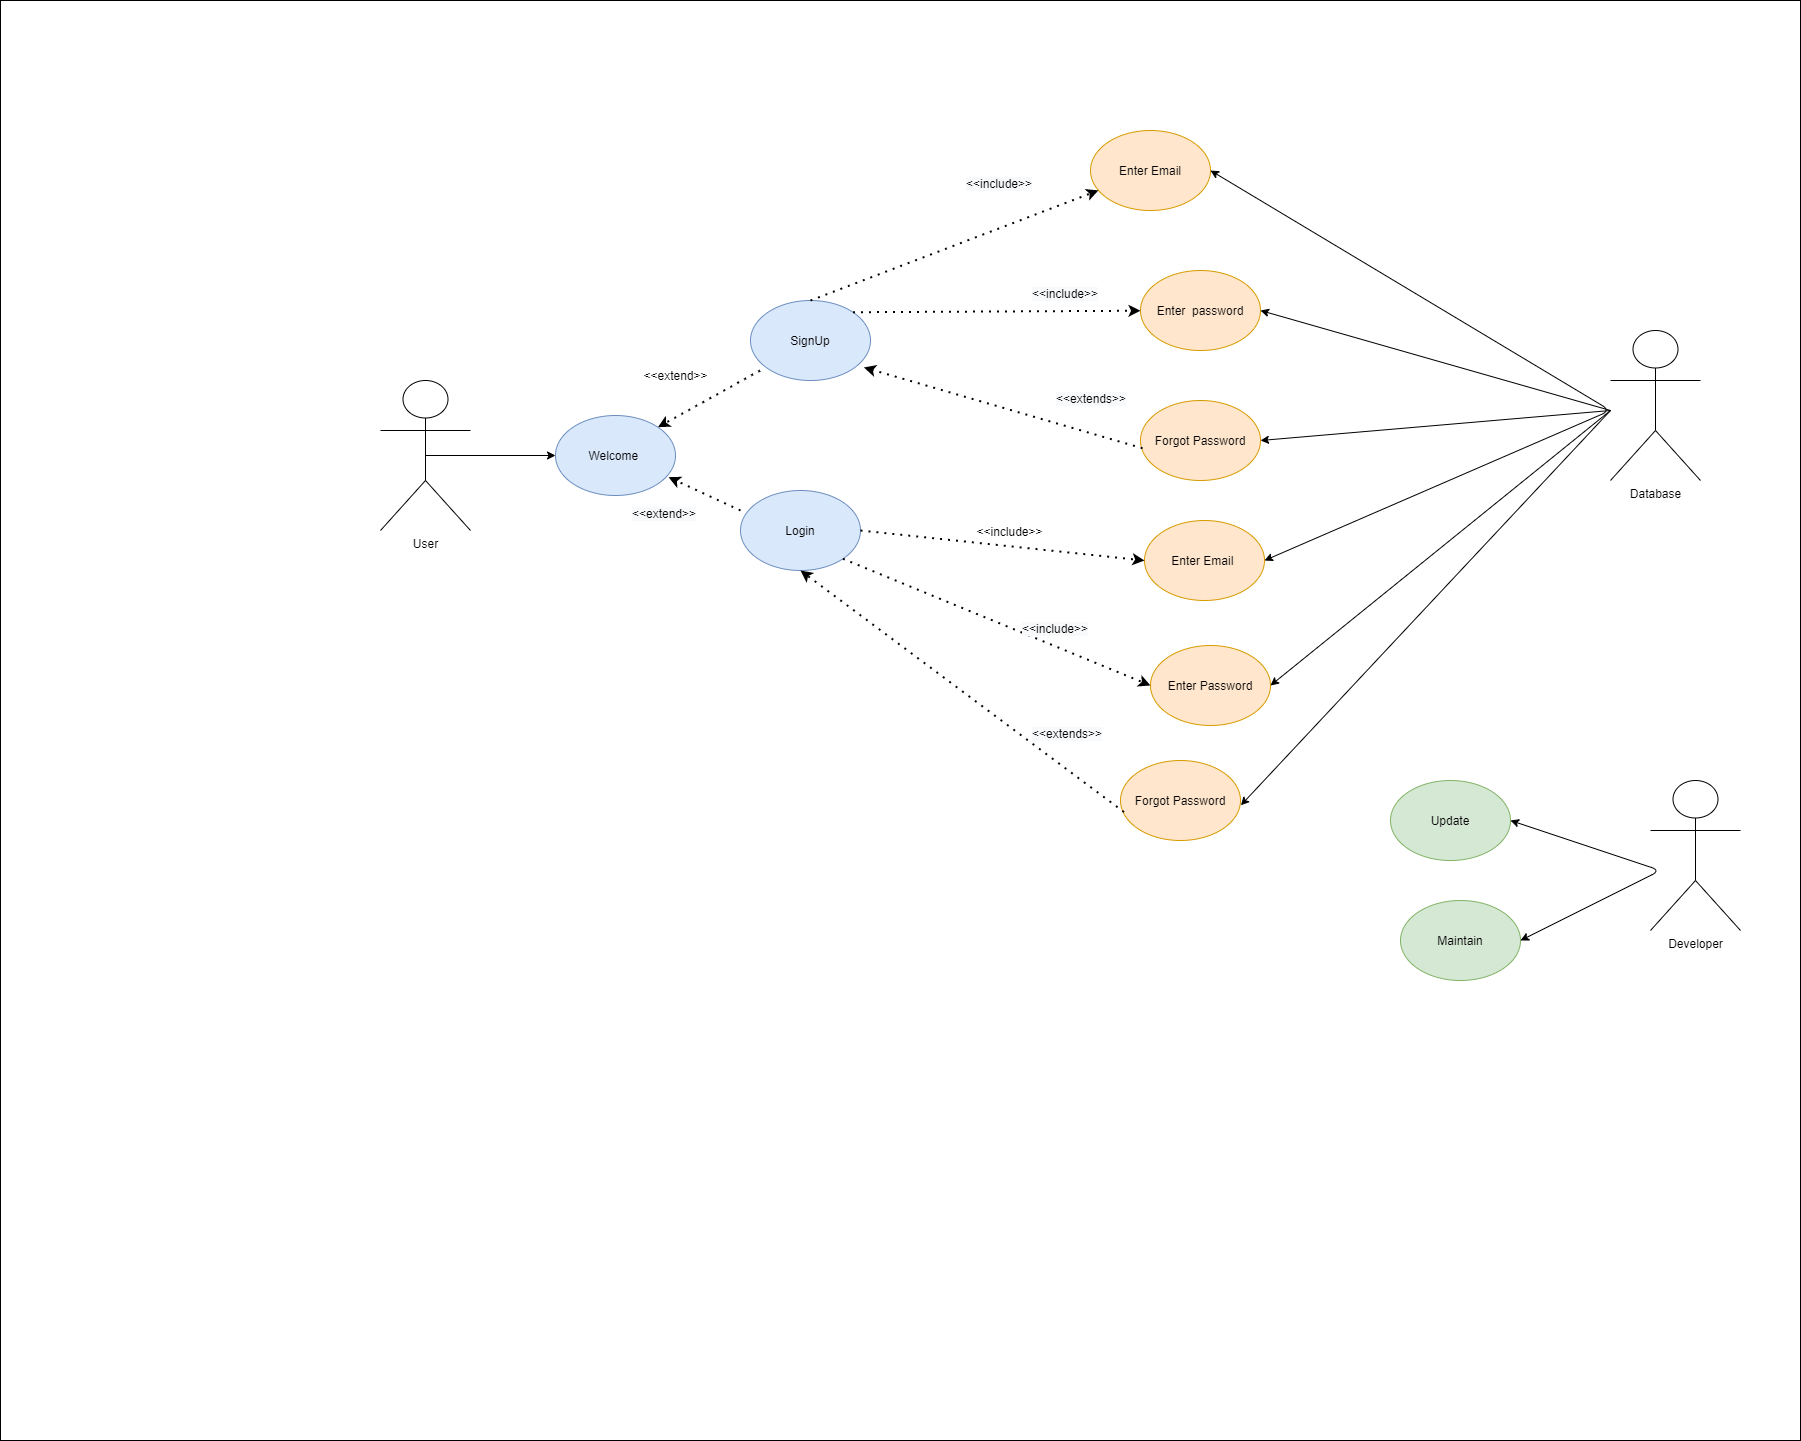 Enter Email
<<include>>
<<include>>
Enter  password
SignUp
<<extend>>
<<extends>>
Forgot Password
Welcome
Database
<<extend>>
User
Login
<<include>>
Enter Email
<<include>>
Enter Password
<<extends>>
Forgot Password
Update
Maintain
Developer